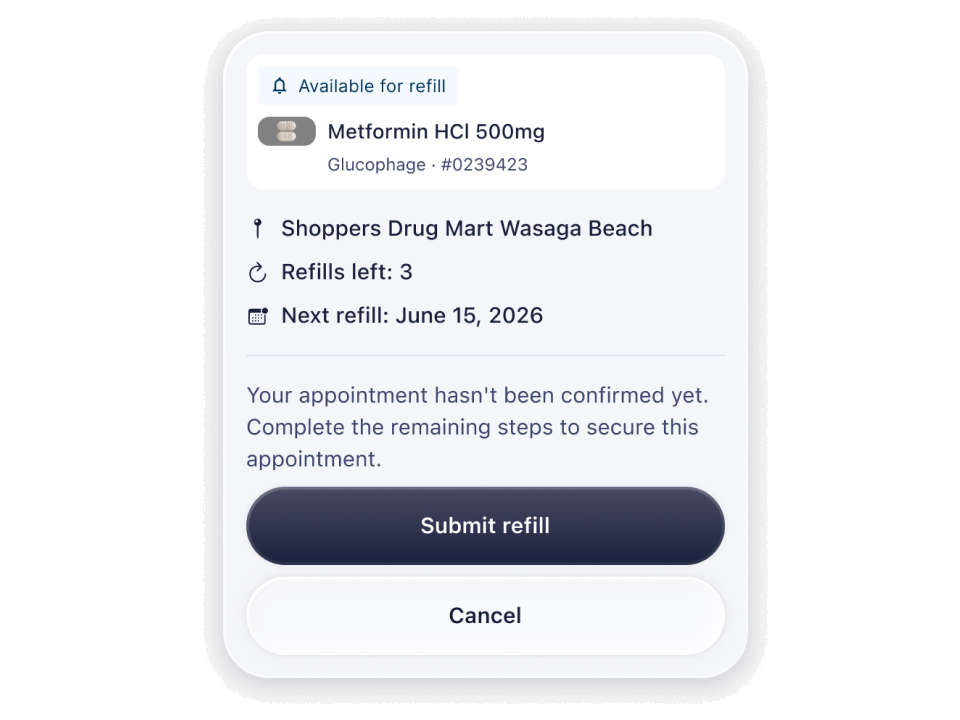 Available for refill
Metformin HCl 500mg
Glucophage · #0239423
Shoppers Drug Mart Wasaga Beach
Refills left: 3
Next refill: June 15, 2026
Your appointment hasn't been confirmed yet.
Complete the remaining steps to secure this
appointment.
Submit refill
Cancel